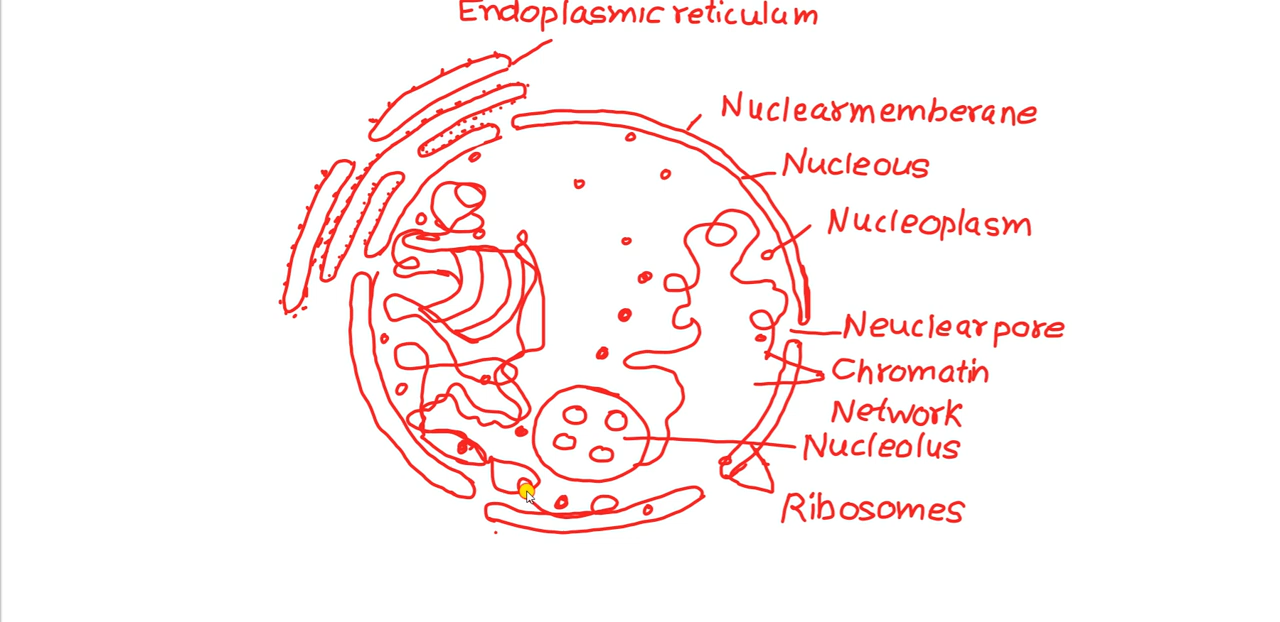 Endoplasmic reticulum
Nuclearmemberane
Nucleous
Nucleoplasm
Neuclearpore
Chromatin
Network
Nucleolus
Ribosomes